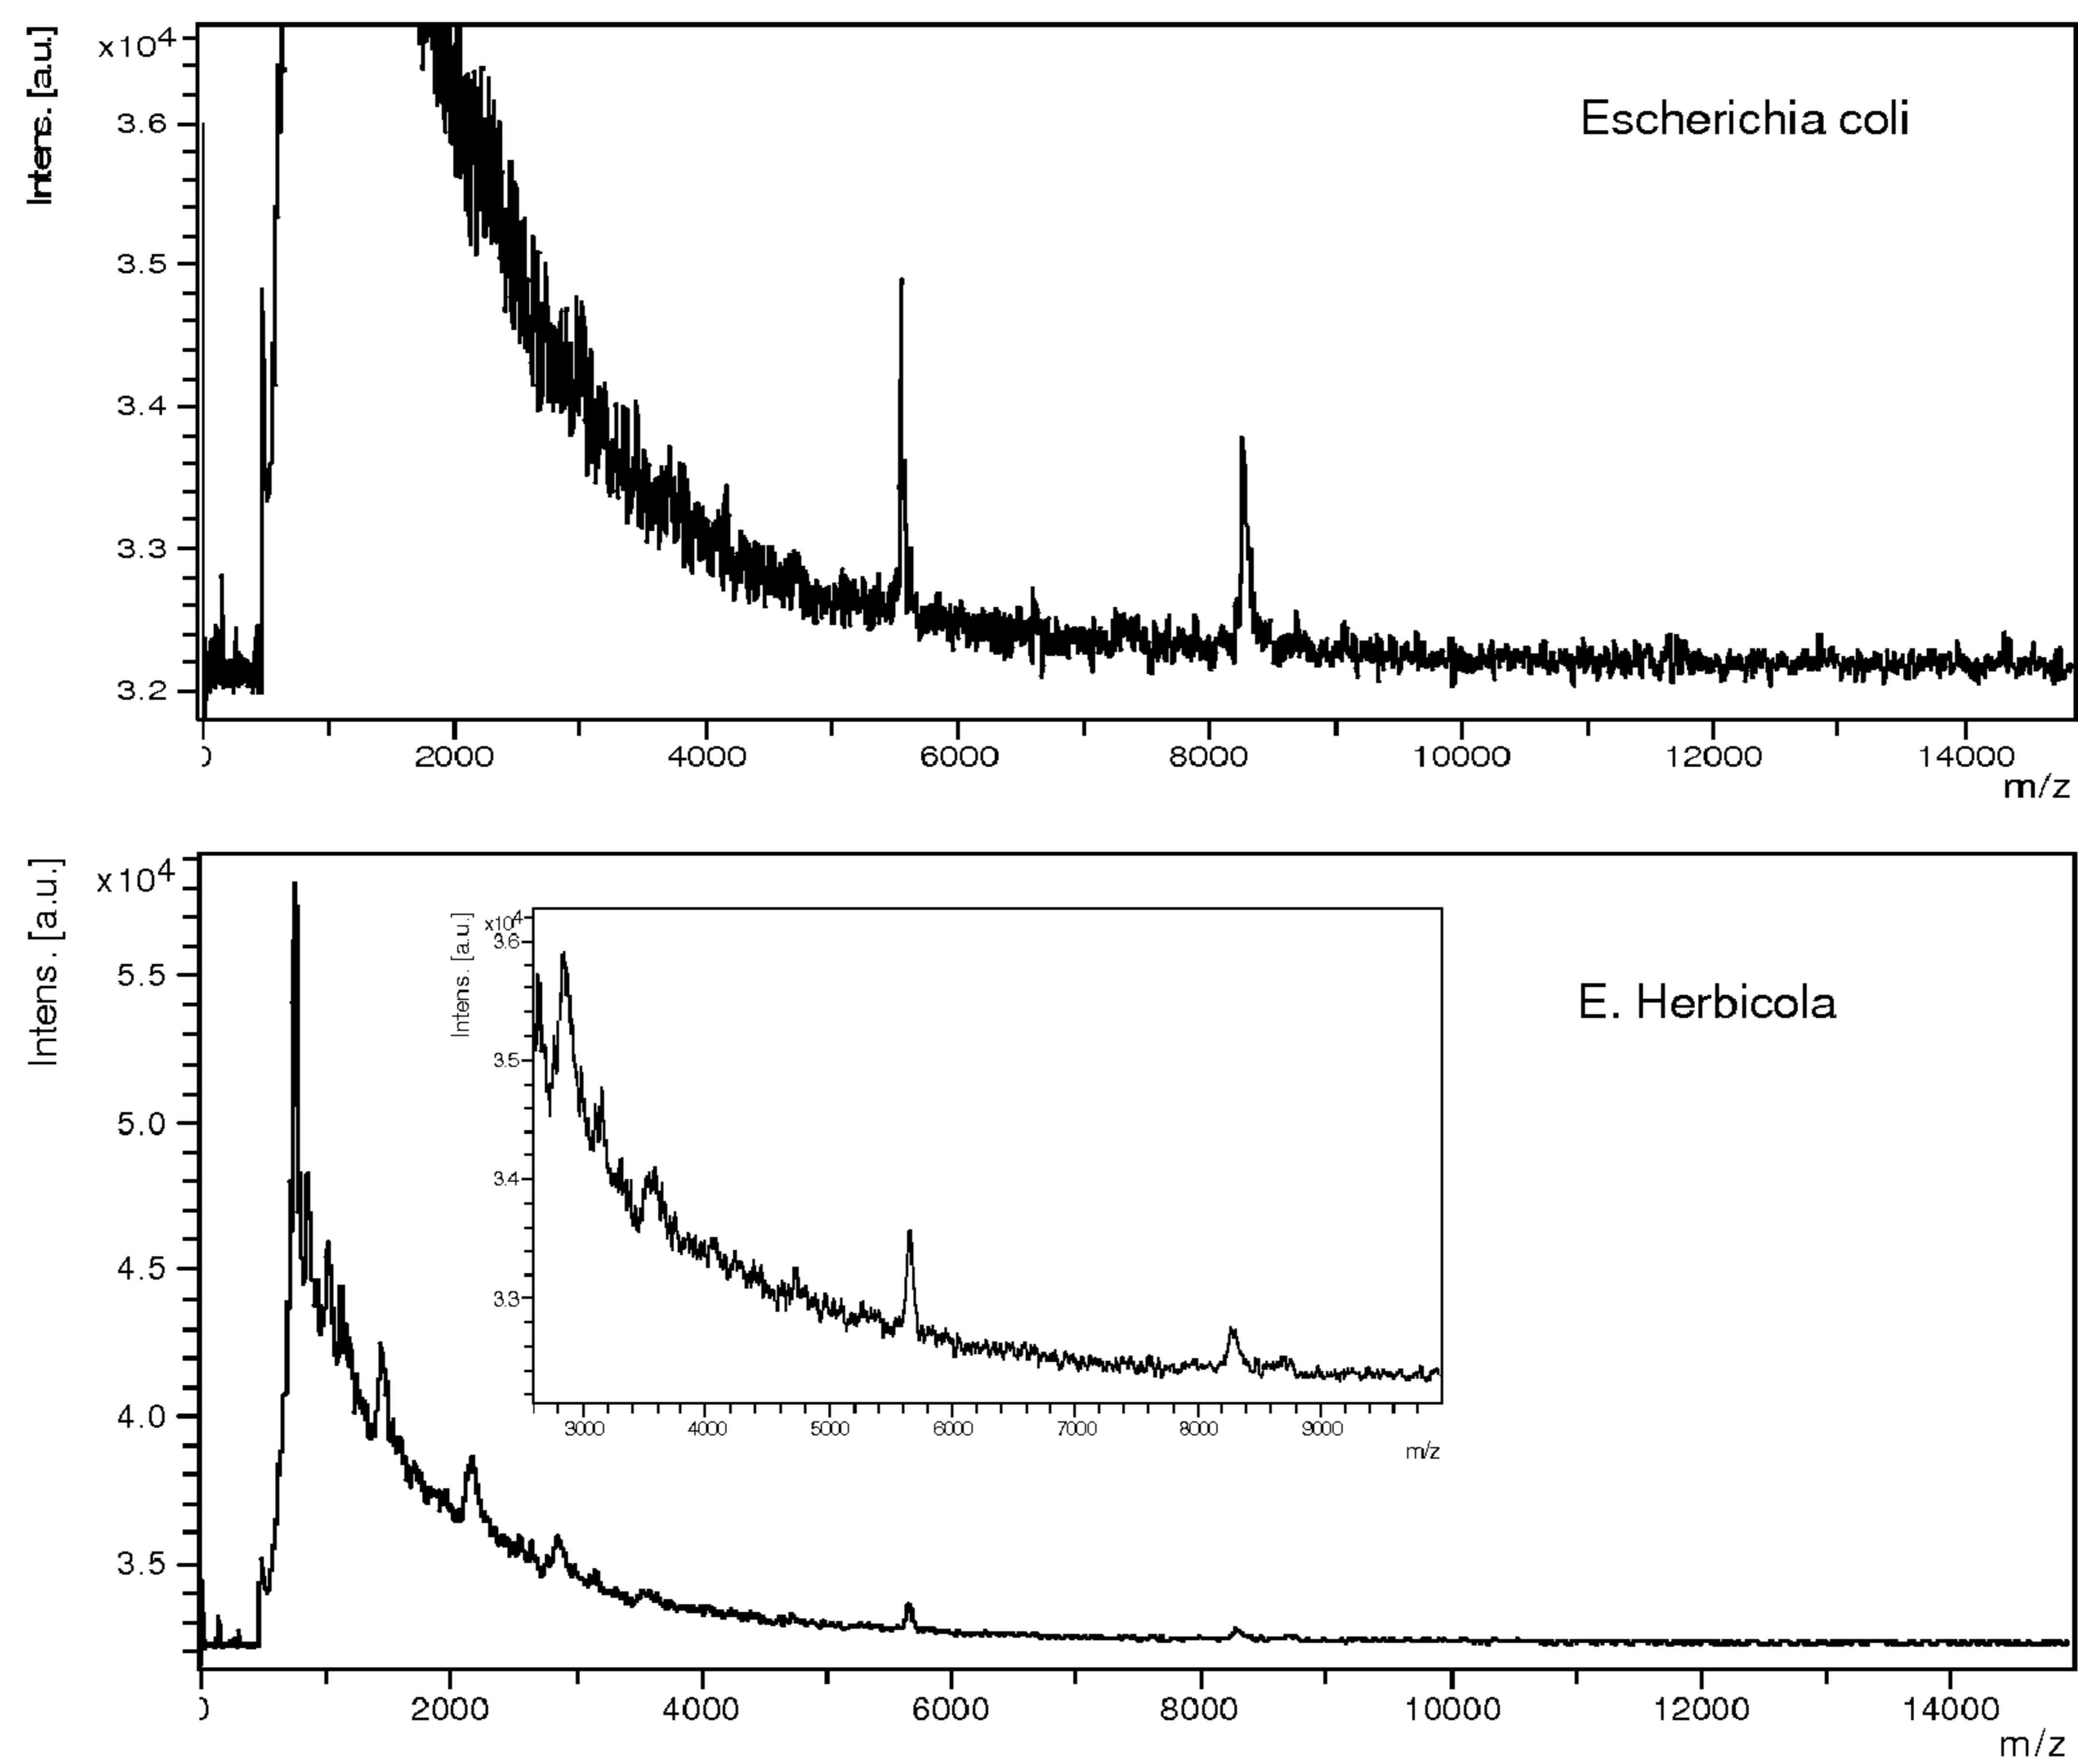 Intens. [a.u.]
x10⁴
Escherichia coli
3.6
3.5
3.4
3.3
3.2
0 2000 4000 6000 8000 10000 12000 14000
m/z
Intens. [a.u.]
x10⁴
E. Herbicola
5.5
5.0
4.5
4.0
3.5
Intens. [a.u.]
x10⁴
3.6
3.5
3.4
3.3
3000 4000 5000 6000 7000 8000 9000
m/z
0 2000 4000 6000 8000 10000 12000 14000
m/z